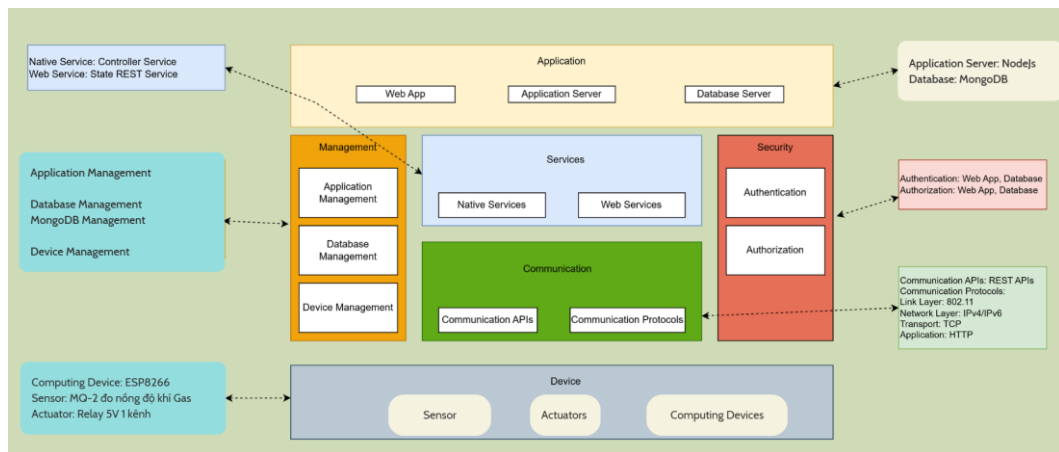 Native Service: Controller Service
Web Service: State REST Service
Application
Web App
Application Server
Database Server
Application Server: NodeJs
Database: MongoDB
Application Management
Database Management
MongoDB Management
Device Management
Management
Application
Management
Database
Management
Device Management
Services
Native Services
Web Services
Communication
Communication APIs
Communication Protocols
Security
Authentication
Authorization
Authentication: Web App, Database
Authorization: Web App, Database
Communication APIs: REST APIs
Communication Protocols:
Link Layer: 802.11
Network Layer: IPv4/IPv6
Transport: TCP
Application: HTTP
Computing Device: ESP8266
Sensor: MQ-2 đo nồng độ khí Gas
Actuator: Relay 5V 1 kênh
Device
Sensor
Actuators
Computing Devices